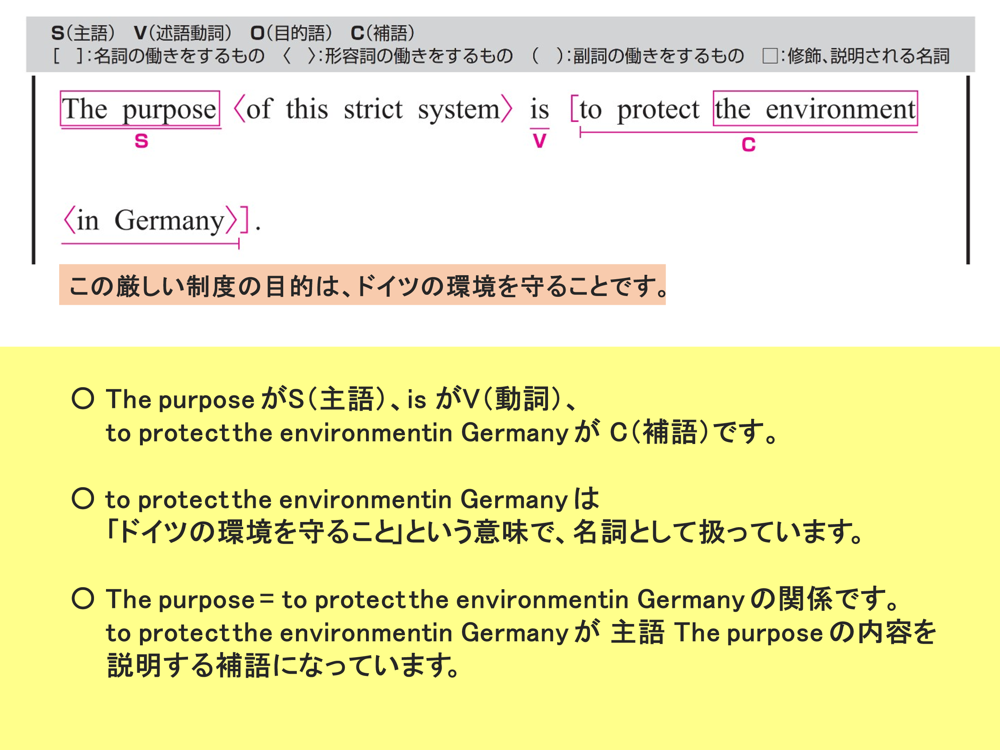 S（主語）　V（述語動詞）　O（目的語）　C（補語）
[　]：名詞の働きをするもの　〈　〉：形容詞の働きをするもの　(　)：副詞の働きをするもの　□：修飾、説明される名詞
The purpose 〈of this strict system〉 is [to protect the environment
S V C
〈in Germany〉].
この厳しい制度の目的は、ドイツの環境を守ることです。
○ The purpose がS（主語）、is がV（動詞）、
to protect the environment in Germany が C（補語）です。
○ to protect the environment in Germany は
「ドイツの環境を守ること」という意味で、名詞として扱っています。
○ The purpose = to protect the environment in Germany の関係です。
to protect the environment in Germany が 主語 The purpose の内容を
説明する補語になっています。